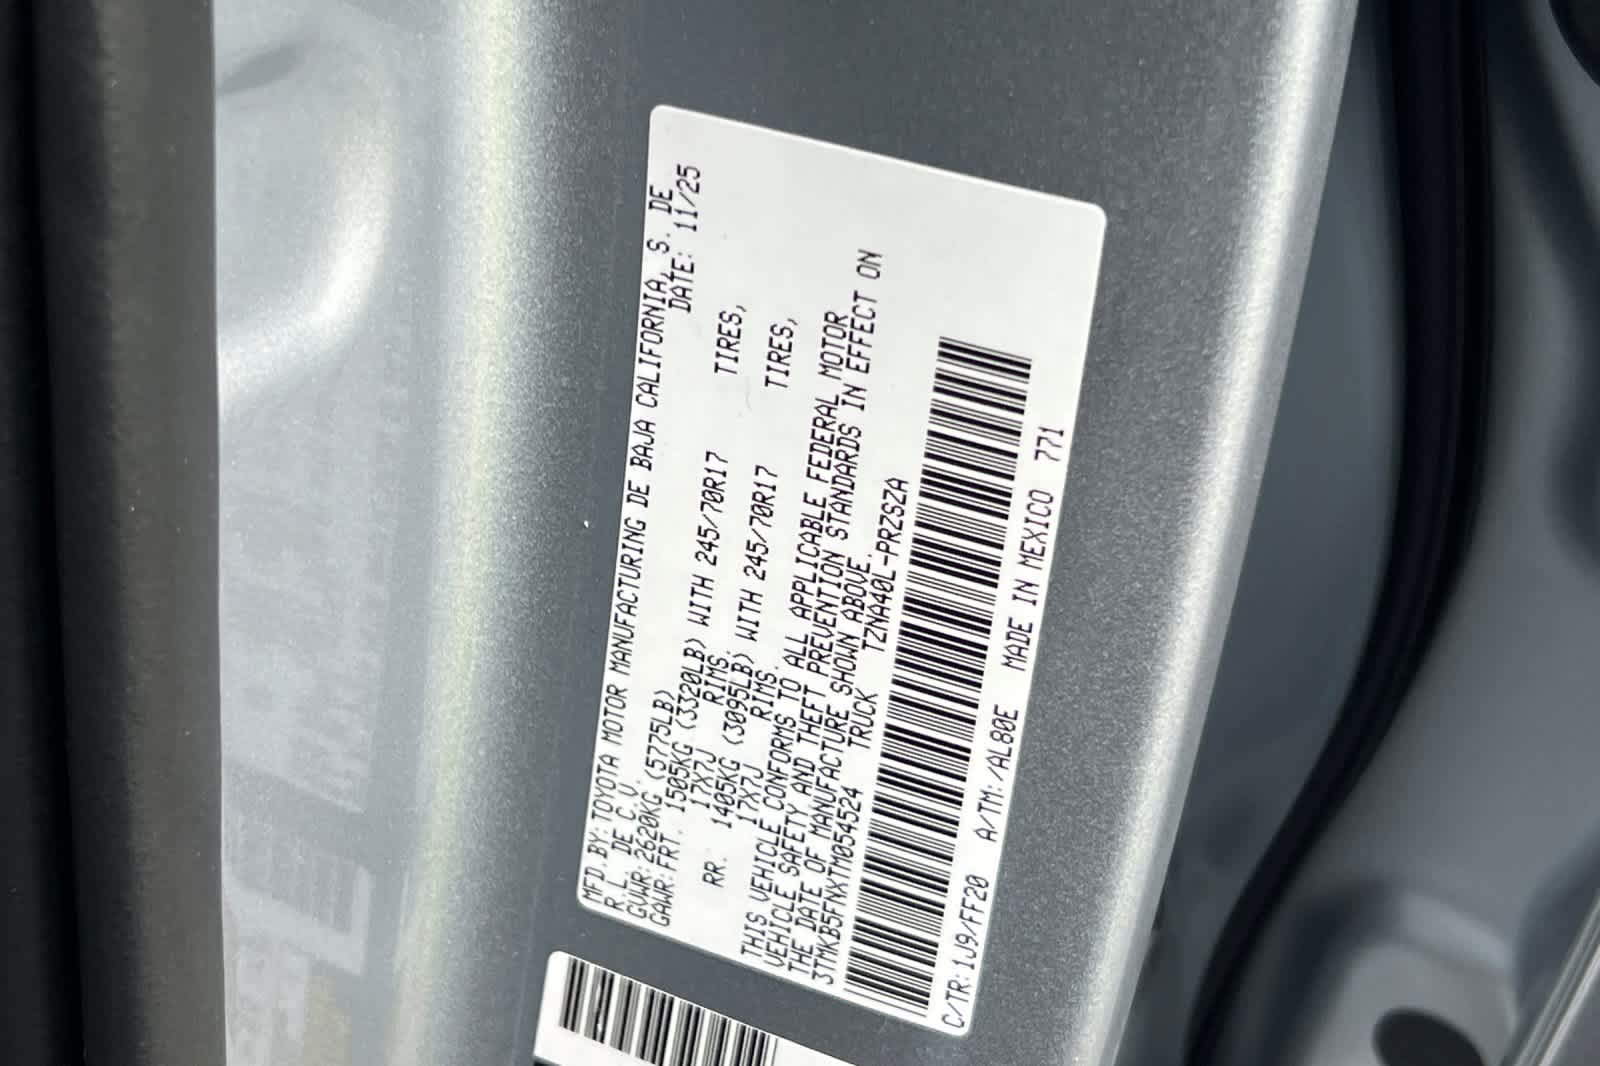 MFD.BY:TOYOTA MOTOR MANUFACTURING DE BAJA CALIFORNIA, S. DE
R.L. DE C.V. DATE: 11/25
GVWR:2620KG (5775LB)
GAWR:FRT. 1505KG (3320LB) WITH 245/70R17 TIRES,
17X7J RIMS.
RR. 1405KG (3095LB) WITH 245/70R17 TIRES,
17X7J RIMS.
THIS VEHICLE CONFORMS TO ALL APPLICABLE FEDERAL MOTOR
VEHICLE SAFETY AND THEFT PREVENTION STANDARDS IN EFFECT ON
THE DATE OF MANUFACTURE SHOWN ABOVE.
3TMKB5FNXTM054524 TRUCK TZNA40L-PRZSZA
C/TR:1J9/FF20 A/TM:/AL80E MADE IN MEXICO 771